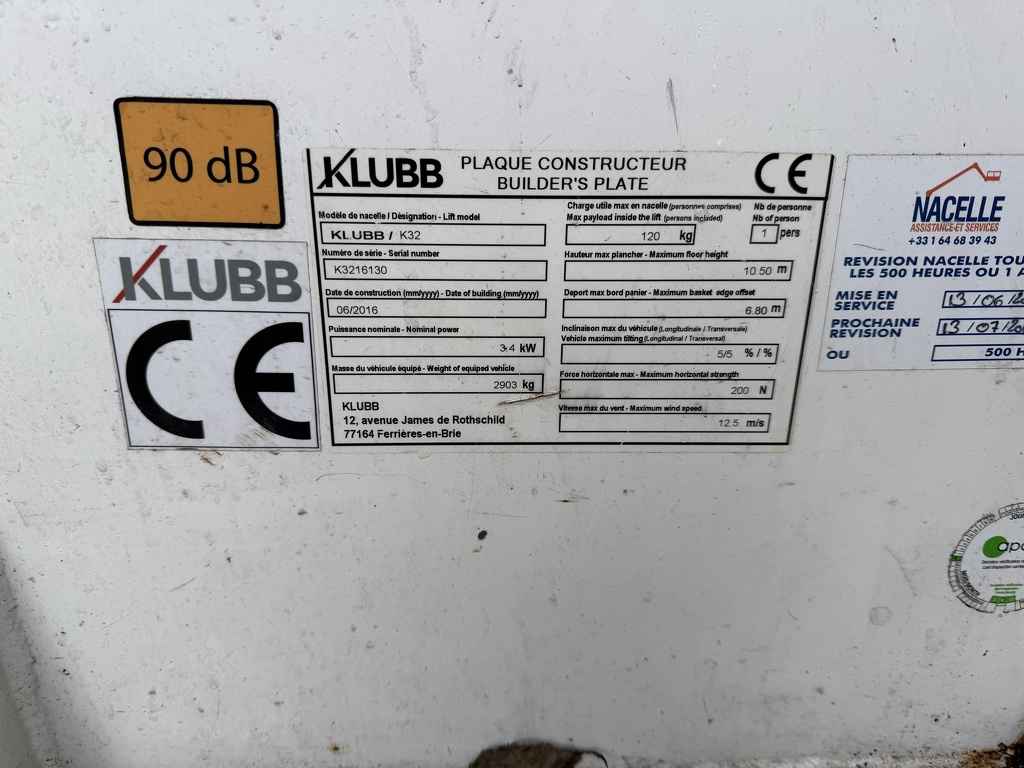 90 dB
KLUBB
CE
KLUBB
PLAQUE CONSTRUCTEUR
BUILDER'S PLATE
CE
Modèle de nacelle / Désignation - Lift model
KLUBB / K32
Numéro de série - Serial number
K3216130
Date de construction (mm/yyyy) - Date of building (mm/yyyy)
06/2016
Puissance nominale - Nominal power
3.4 kW
Masse du véhicule équipé - Weight of equiped vehicle
2903 kg
KLUBB
12, avenue James de Rothschild
77164 Ferrières-en-Brie
Charge utile max en nacelle (personnes comprises)
Max payload inside the lift (persons included)
120 kg
Nb de personne
Nb of person
1 pers
Hauteur max plancher - Maximum floor height
10.50 m
Deport max bord panier - Maximum basket edge offset
6.80 m
Inclinaison max du véhicule (Longitudinale / Transversale)
Vehicle maximum tilting (Longitudinal / Transversal)
5/5 % / %
Force horizontale max - Maximum horizontal strength
200 N
Vitesse max du vent - Maximum wind speed
12.5 m/s
NACELLE
ASSISTANCE ET SERVICES
+33 1 64 68 39 43
REVISION NACELLE TOU
LES 500 HEURES OU 1 A
MISE EN
SERVICE 13/06/2
PROCHAINE
REVISION 13/07/20
OU 500 H